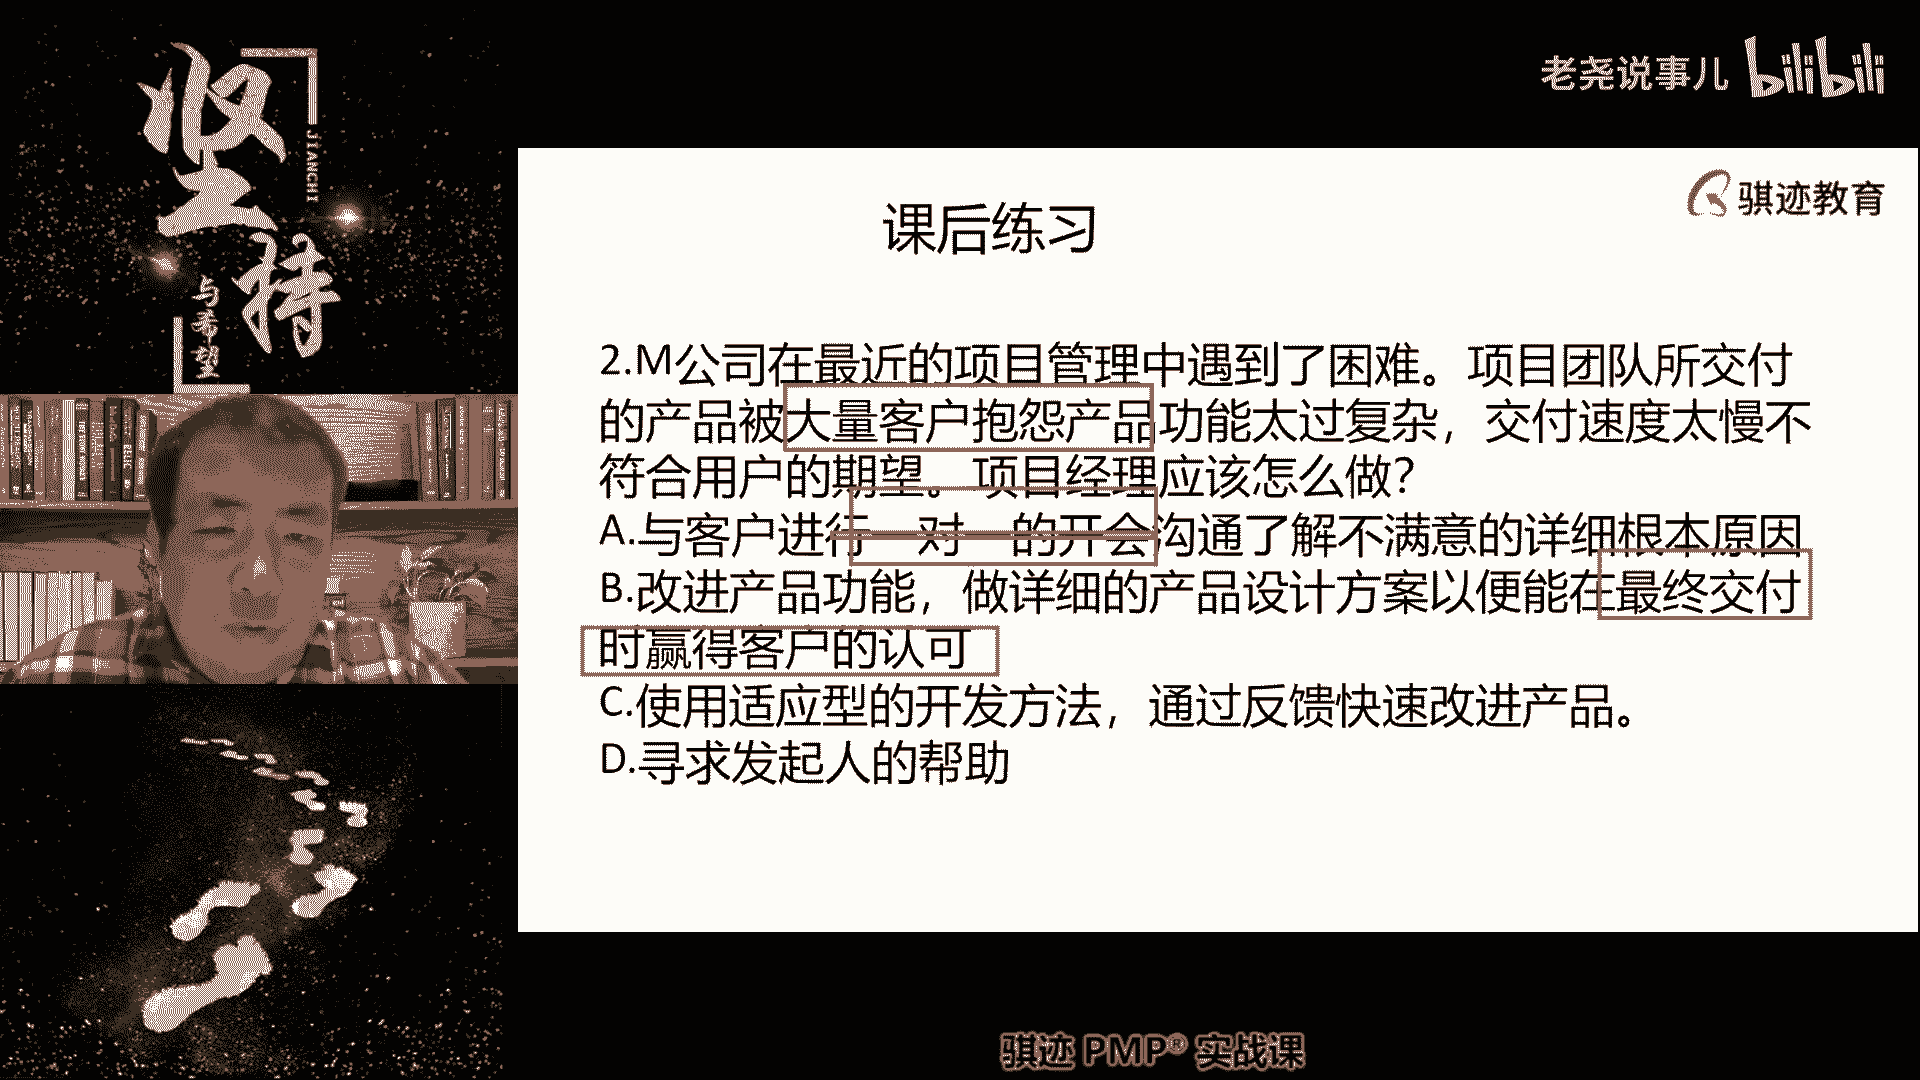 坚持
JIANCHI
与希望
老尧说事儿 bilibili
骐迹教育
课后练习
2.M公司在最近的项目管理中遇到了困难。项目团队所交付
的产品被大量客户抱怨产品功能太过复杂，交付速度太慢不
符合用户的期望。项目经理应该怎么做？
A.与客户进行一对一的开会沟通了解不满意的详细根本原因
B.改进产品功能，做详细的产品设计方案以便能在最终交付
时赢得客户的认可
C.使用适应型的开发方法，通过反馈快速改进产品。
D.寻求发起人的帮助
骐迹 PMP® 实战课